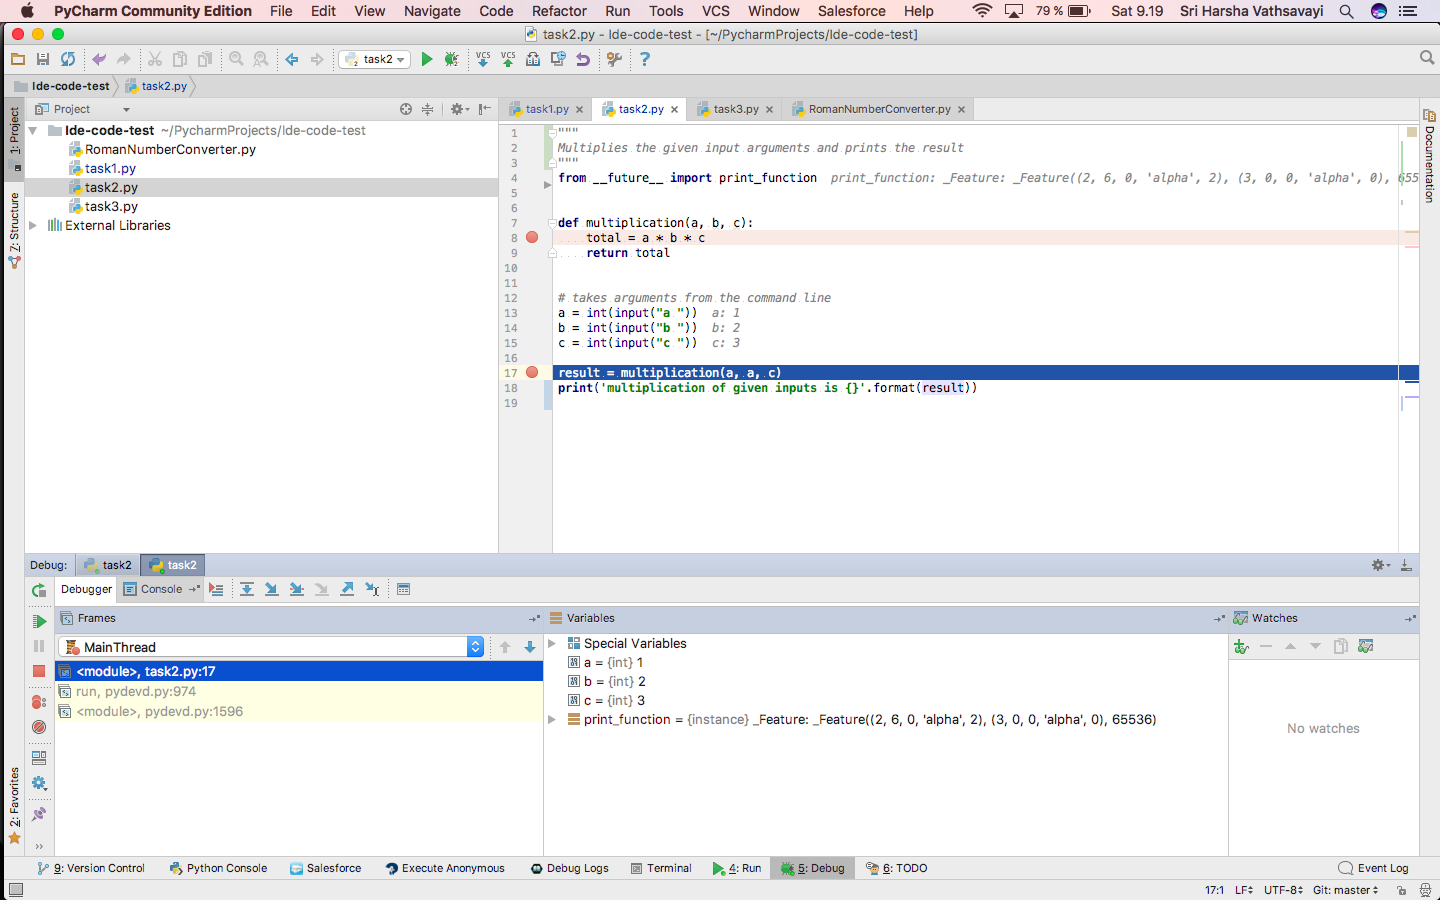 PyCharm Community Edition File Edit View Navigate Code Refactor Run Tools VCS Window Salesforce Help 79 % Sat 9.19 Sri Harsha Vathsavayi
task2.py - Ide-code-test - [~/PycharmProjects/Ide-code-test]
task2 VCS VCS ?
Ide-code-test task2.py
Project
task1.py task2.py task3.py RomanNumberConverter.py
Ide-code-test ~/PycharmProjects/Ide-code-test
RomanNumberConverter.py
task1.py
task2.py
task3.py
External Libraries
1: Project
7: Structure
2: Favorites
1 """
2 Multiplies the given input arguments and prints the result
3 """
4 from __future__ import print_function print_function: _Feature: _Feature((2, 6, 0, 'alpha', 2), (3, 0, 0, 'alpha', 0), 655
5
6
7 def multiplication(a, b, c):
8 total = a * b * c
9 return total
10
11
12 # takes arguments from the command line
13 a = int(input("a ")) a: 1
14 b = int(input("b ")) b: 2
15 c = int(input("c ")) c: 3
16
17 result = multiplication(a, a, c)
18 print('multiplication of given inputs is {}'.format(result))
19
Documentation
Debug: task2 task2
Debugger Console
Frames
MainThread
<module>, task2.py:17
run, pydevd.py:974
<module>, pydevd.py:1596
Variables
Special Variables
a = {int} 1
b = {int} 2
c = {int} 3
print_function = {instance} _Feature: _Feature((2, 6, 0, 'alpha', 2), (3, 0, 0, 'alpha', 0), 65536)
Watches
No watches
9: Version Control Python Console Salesforce Execute Anonymous Debug Logs Terminal 4: Run 5: Debug 6: TODO Event Log
17:1 LF UTF-8 Git: master